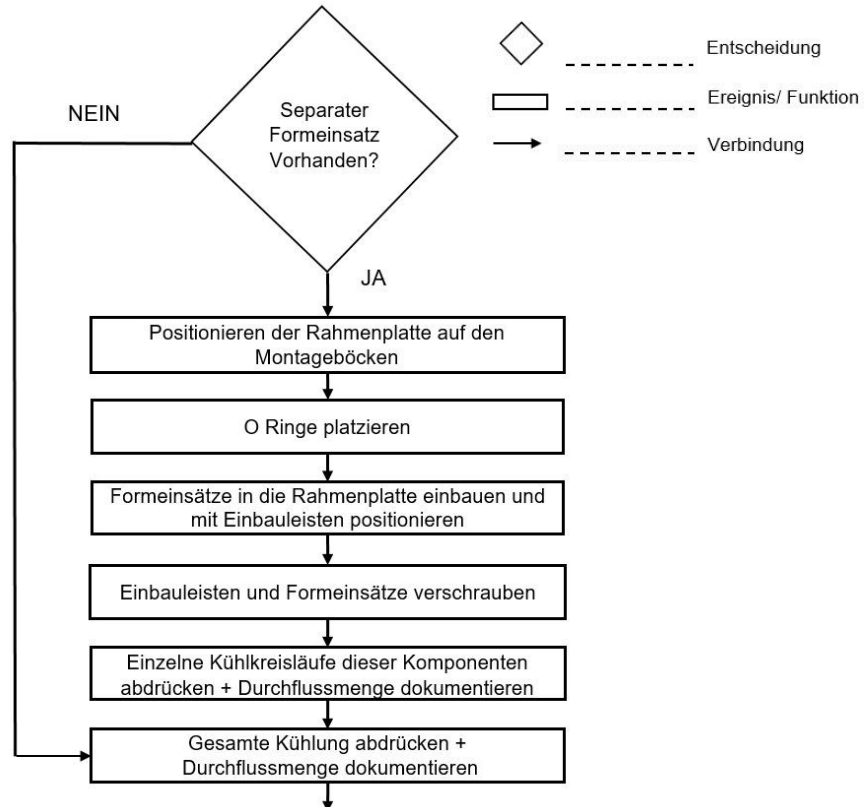 Separater
Formeinsatz
Vorhanden?
NEIN
JA
Entscheidung
Ereignis/ Funktion
Verbindung
Positionieren der Rahmenplatte auf den
Montageböcken
O Ringe platzieren
Formeinsätze in die Rahmenplatte einbauen und
mit Einbauleisten positionieren
Einbauleisten und Formeinsätze verschrauben
Einzelne Kühlkreisläufe dieser Komponenten
abdrücken + Durchflussmenge dokumentieren
Gesamte Kühlung abdrücken +
Durchflussmenge dokumentieren